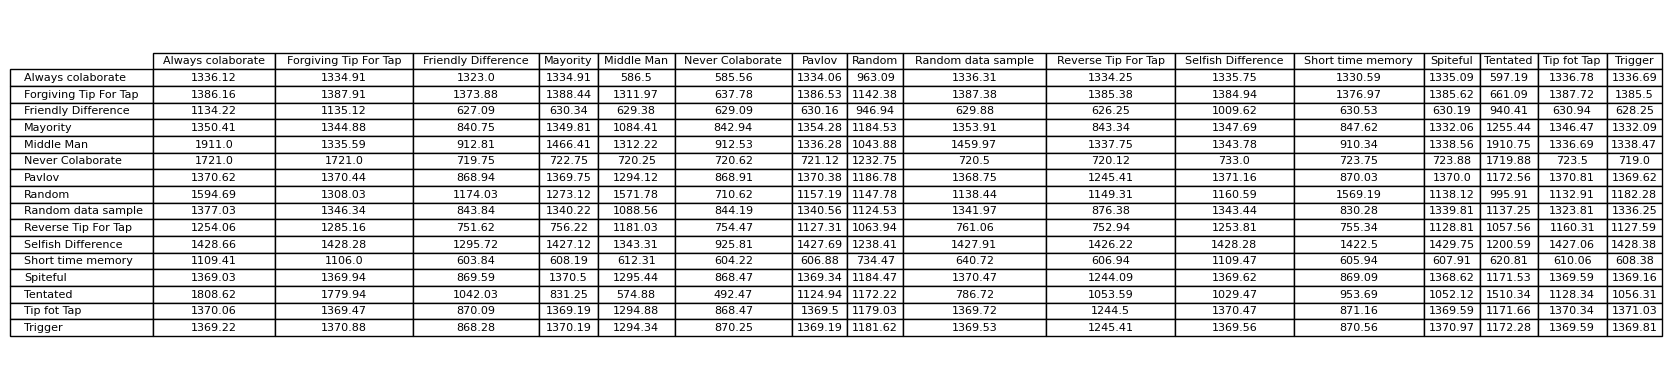 Always colaborate Forgiving Tip For Tap Friendly Difference Mayority Middle Man Never Colaborate Pavlov Random Random data sample Reverse Tip For Tap Selfish Difference Short time memory Spiteful Tentated Tip fot Tap Trigger
Always colaborate 1336.12 1334.91 1323.0 1334.91 586.5 585.56 1334.06 963.09 1336.31 1334.25 1335.75 1330.59 1335.09 597.19 1336.78 1336.69
Forgiving Tip For Tap 1386.16 1387.91 1373.88 1388.44 1311.97 637.78 1386.53 1142.38 1387.38 1385.38 1384.94 1376.97 1385.62 661.09 1387.72 1385.5
Friendly Difference 1134.22 1135.12 627.09 630.34 629.38 629.09 630.16 946.94 629.88 626.25 1009.62 630.53 630.19 940.41 630.94 628.25
Mayority 1350.41 1344.88 840.75 1349.81 1084.41 842.94 1354.28 1184.53 1353.91 843.34 1347.69 847.62 1332.06 1255.44 1346.47 1332.09
Middle Man 1911.0 1335.59 912.81 1466.41 1312.22 912.53 1336.28 1043.88 1459.97 1337.75 1343.78 910.34 1338.56 1910.75 1336.69 1338.47
Never Colaborate 1721.0 1721.0 719.75 722.75 720.25 720.62 721.12 1232.75 720.5 720.12 733.0 723.75 723.88 1719.88 723.5 719.0
Pavlov 1370.62 1370.44 868.94 1369.75 1294.12 868.91 1370.38 1186.78 1368.75 1245.41 1371.16 870.03 1370.0 1172.56 1370.81 1369.62
Random 1594.69 1308.03 1174.03 1273.12 1571.78 710.62 1157.19 1147.78 1138.44 1149.31 1160.59 1569.19 1138.12 995.91 1132.91 1182.28
Random data sample 1377.03 1346.34 843.84 1340.22 1088.56 844.19 1340.56 1124.53 1341.97 876.38 1343.44 830.28 1339.81 1137.25 1323.81 1336.25
Reverse Tip For Tap 1254.06 1285.16 751.62 756.22 1181.03 754.47 1127.31 1063.94 761.06 752.94 1253.81 755.34 1128.81 1057.56 1160.31 1127.59
Selfish Difference 1428.66 1428.28 1295.72 1427.12 1343.31 925.81 1427.69 1238.41 1427.91 1426.22 1428.28 1422.5 1429.75 1200.59 1427.06 1428.38
Short time memory 1109.41 1106.0 603.84 608.19 612.31 604.22 606.88 734.47 640.72 606.94 1109.47 605.94 607.91 620.81 610.06 608.38
Spiteful 1369.03 1369.94 869.59 1370.5 1295.44 868.47 1369.34 1184.47 1370.47 1244.09 1369.62 869.09 1368.62 1171.53 1369.59 1369.16
Tentated 1808.62 1779.94 1042.03 831.25 574.88 492.47 1124.94 1172.22 786.72 1053.59 1029.47 953.69 1052.12 1510.34 1128.34 1056.31
Tip fot Tap 1370.06 1369.47 870.09 1369.19 1294.88 868.47 1369.5 1179.03 1369.72 1244.5 1370.47 871.16 1369.59 1171.66 1370.34 1371.03
Trigger 1369.22 1370.88 868.28 1370.19 1294.34 870.25 1369.19 1181.62 1369.53 1245.41 1369.56 870.56 1370.97 1172.28 1369.59 1369.81